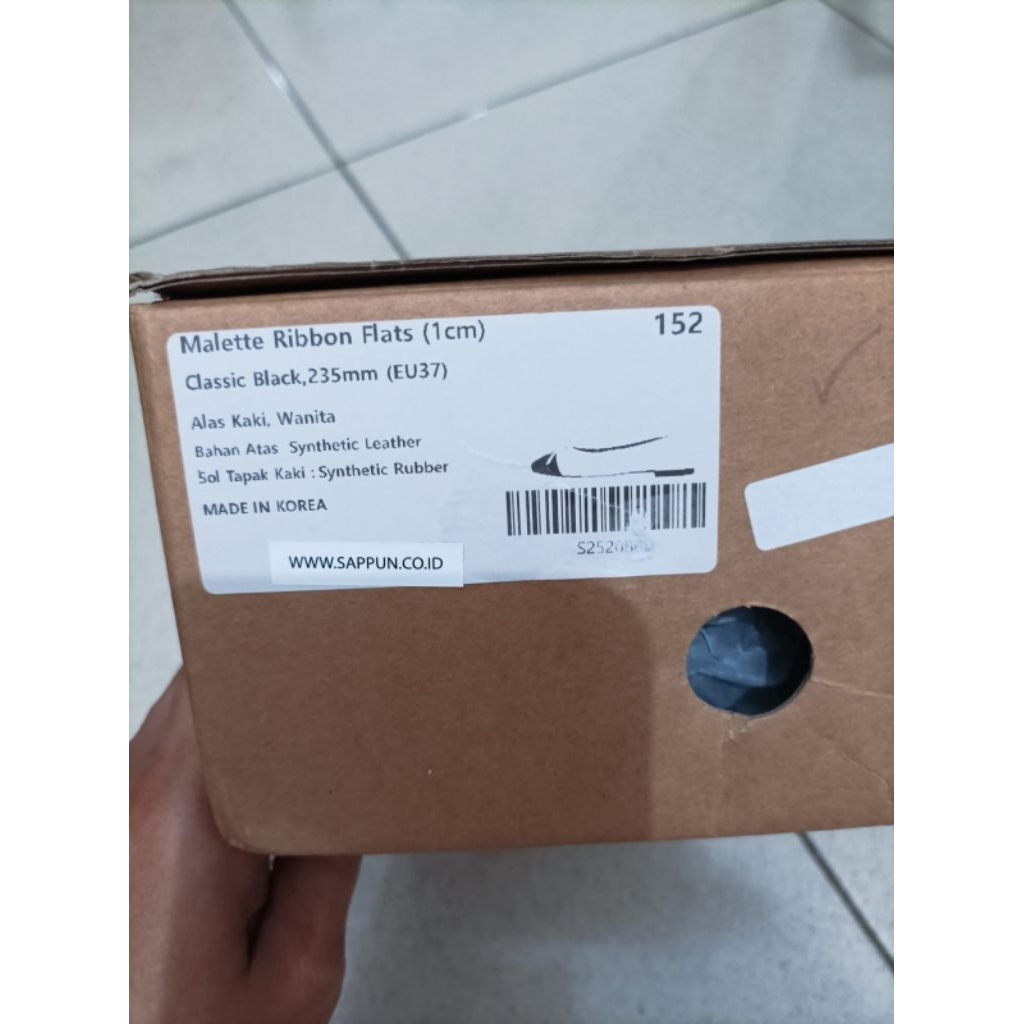 Malette Ribbon Flats (1cm)
152
Classic Black,235mm (EU37)
Alas Kaki, Wanita
Bahan Atas Synthetic Leather
Sol Tapak Kaki : Synthetic Rubber
MADE IN KOREA
WWW.SAPPUN.CO.ID